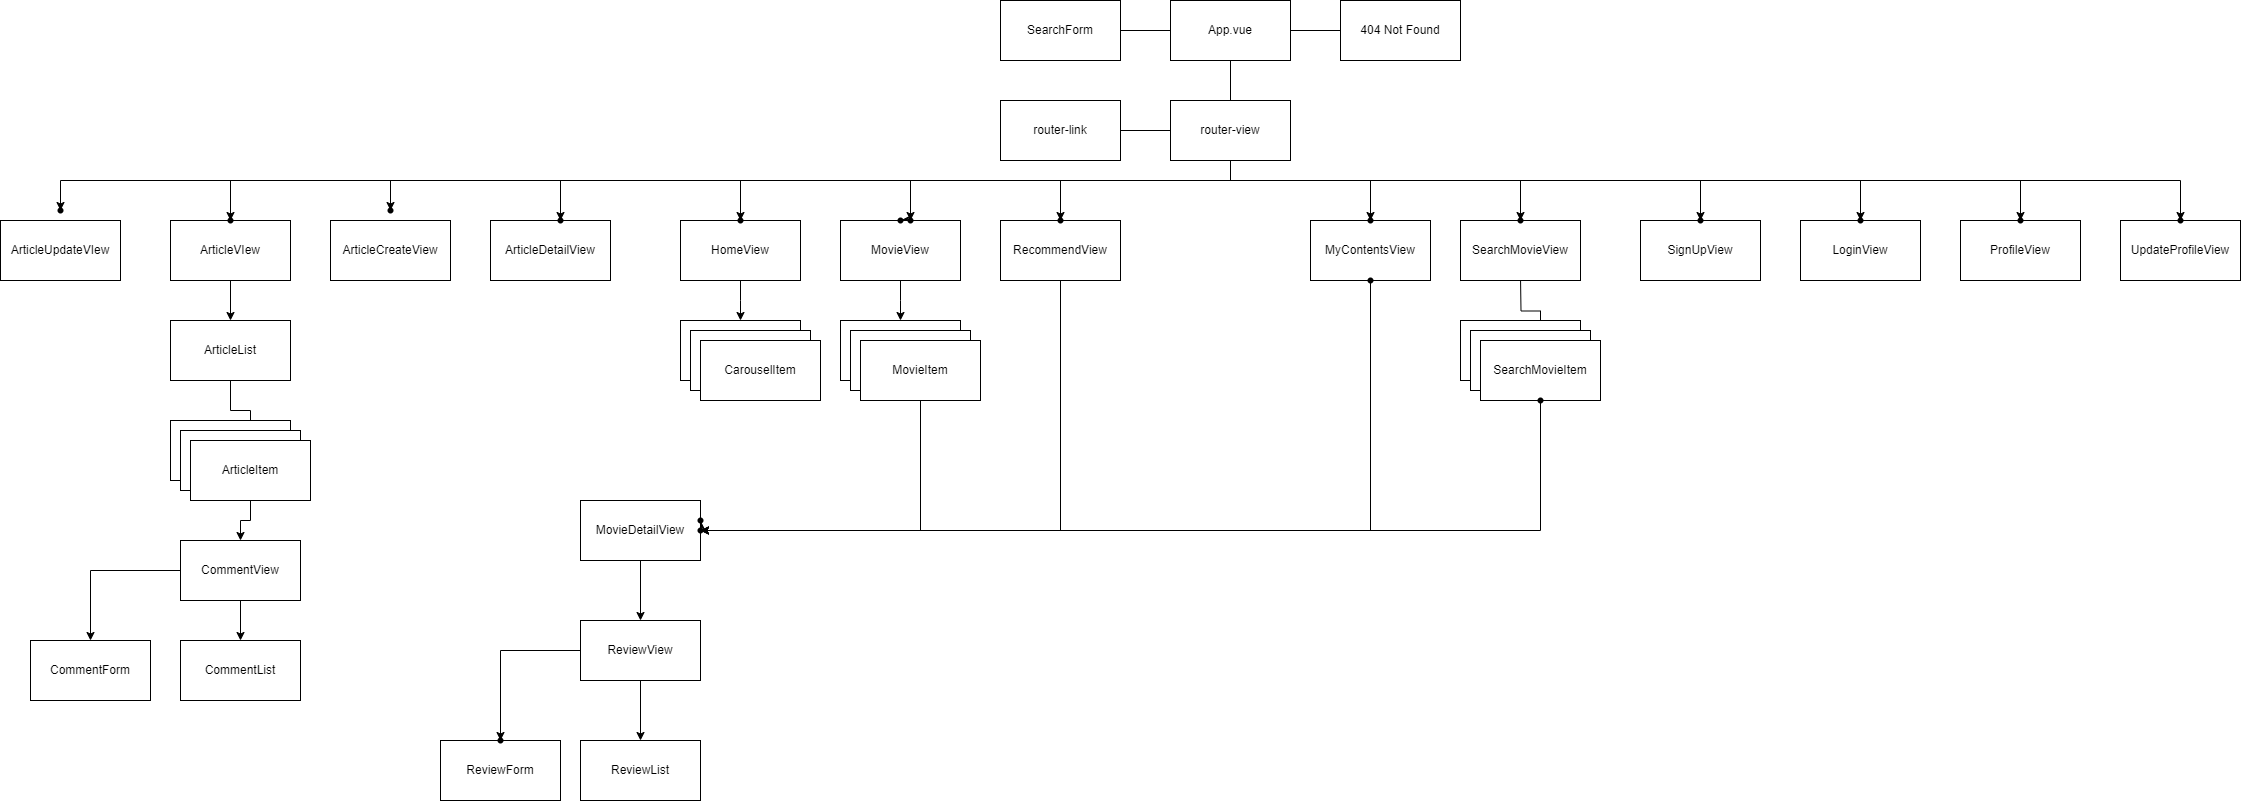 SearchForm
App.vue
404 Not Found
router-link
router-view
ArticleUpdateVIew
ArticleVIew
ArticleCreateView
ArticleDetailView
HomeView
MovieView
RecommendView
MyContentsView
SearchMovieView
SignUpView
LoginView
ProfileView
UpdateProfileView
ArticleList
CarouselItem
MovieItem
SearchMovieItem
ArticleItem
MovieDetailView
CommentView
ReviewView
CommentForm
CommentList
ReviewForm
ReviewList